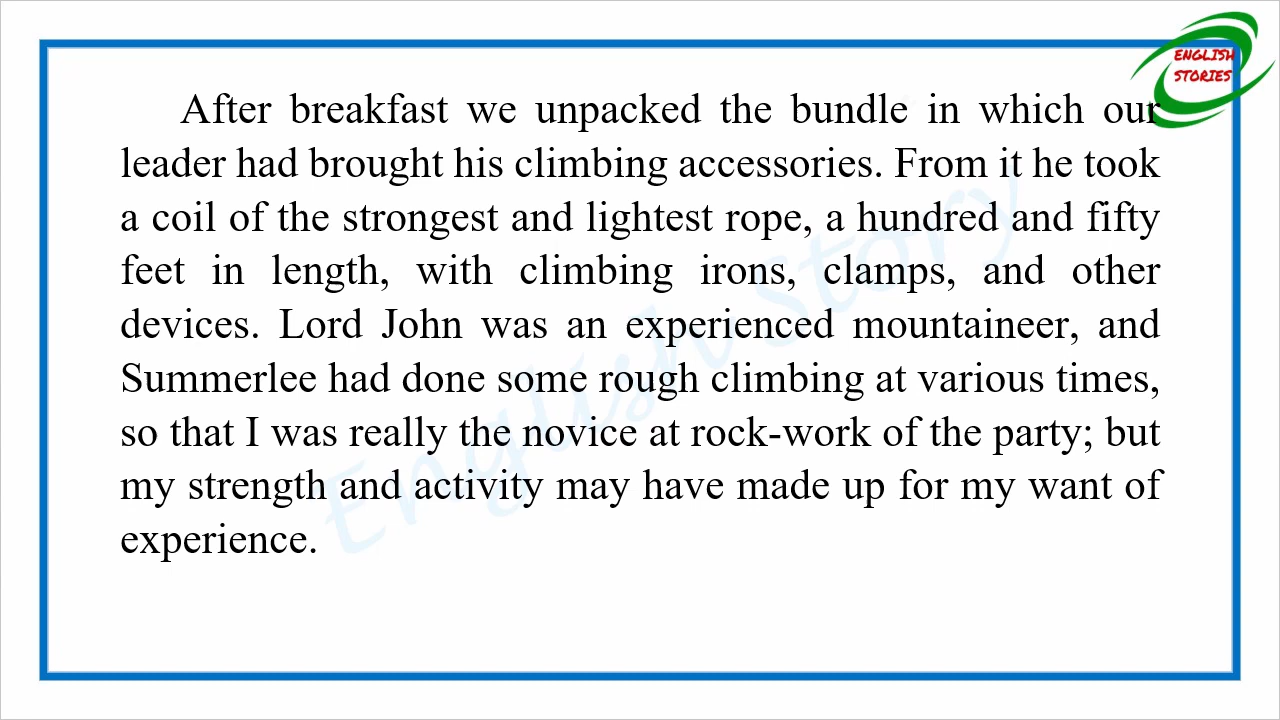 ENGLISH
STORIES
After breakfast we unpacked the bundle in which our
leader had brought his climbing accessories. From it he took
a coil of the strongest and lightest rope, a hundred and fifty
feet in length, with climbing irons, clamps, and other
devices. Lord John was an experienced mountaineer, and
Summerlee had done some rough climbing at various times,
so that I was really the novice at rock-work of the party; but
my strength and activity may have made up for my want of
experience.
English Story